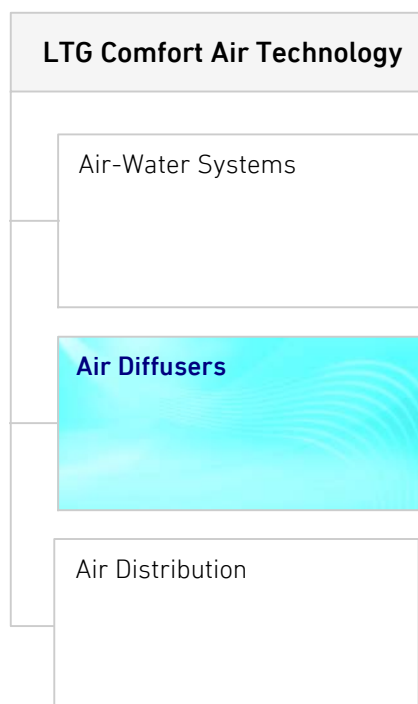 LTG Comfort Air Technology
Air-Water Systems
Air Diffusers
Air Distribution